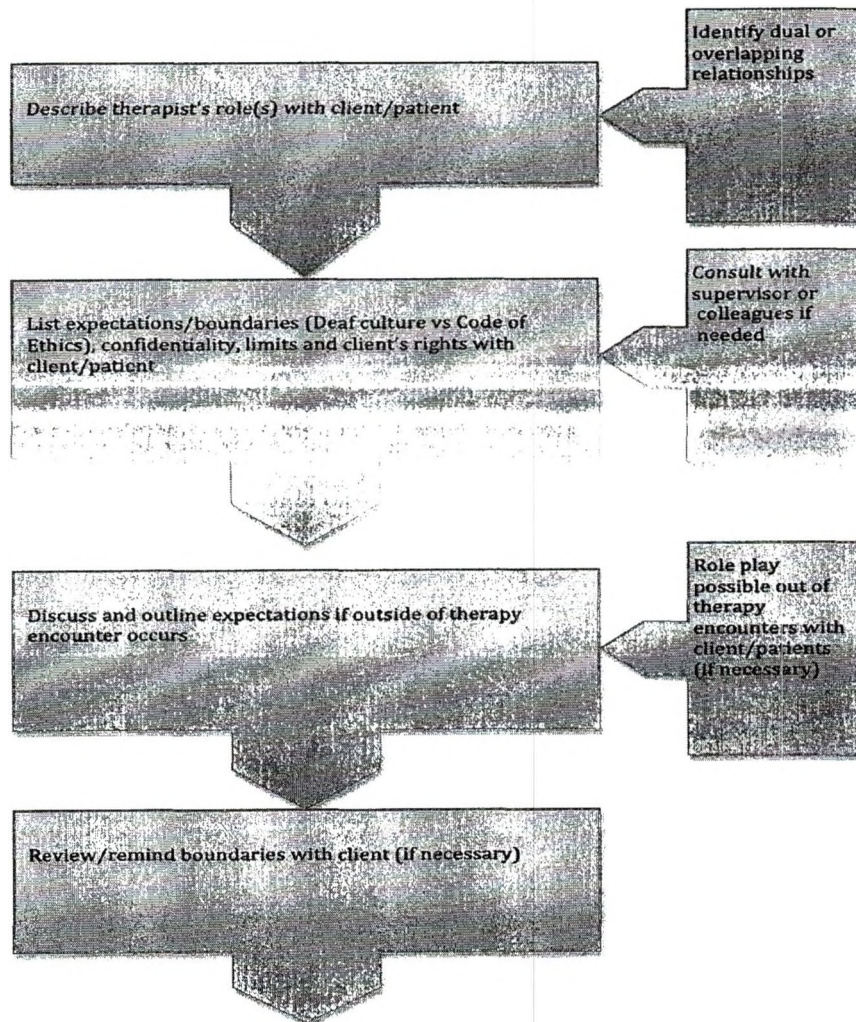 Identify dual or
overlapping
relationships
Describe therapist's role(s) with client/patient
Consult with
supervisor or
colleagues if
needed
List expectations/boundaries (Deaf culture vs Code of
Ethics), confidentiality, limits and client's rights with
client/patient
Role play
possible out of
therapy
encounters with
client/patients
(if necessary)
Discuss and outline expectations if outside of therapy
encounter occurs
Review/remind boundaries with client (if necessary)